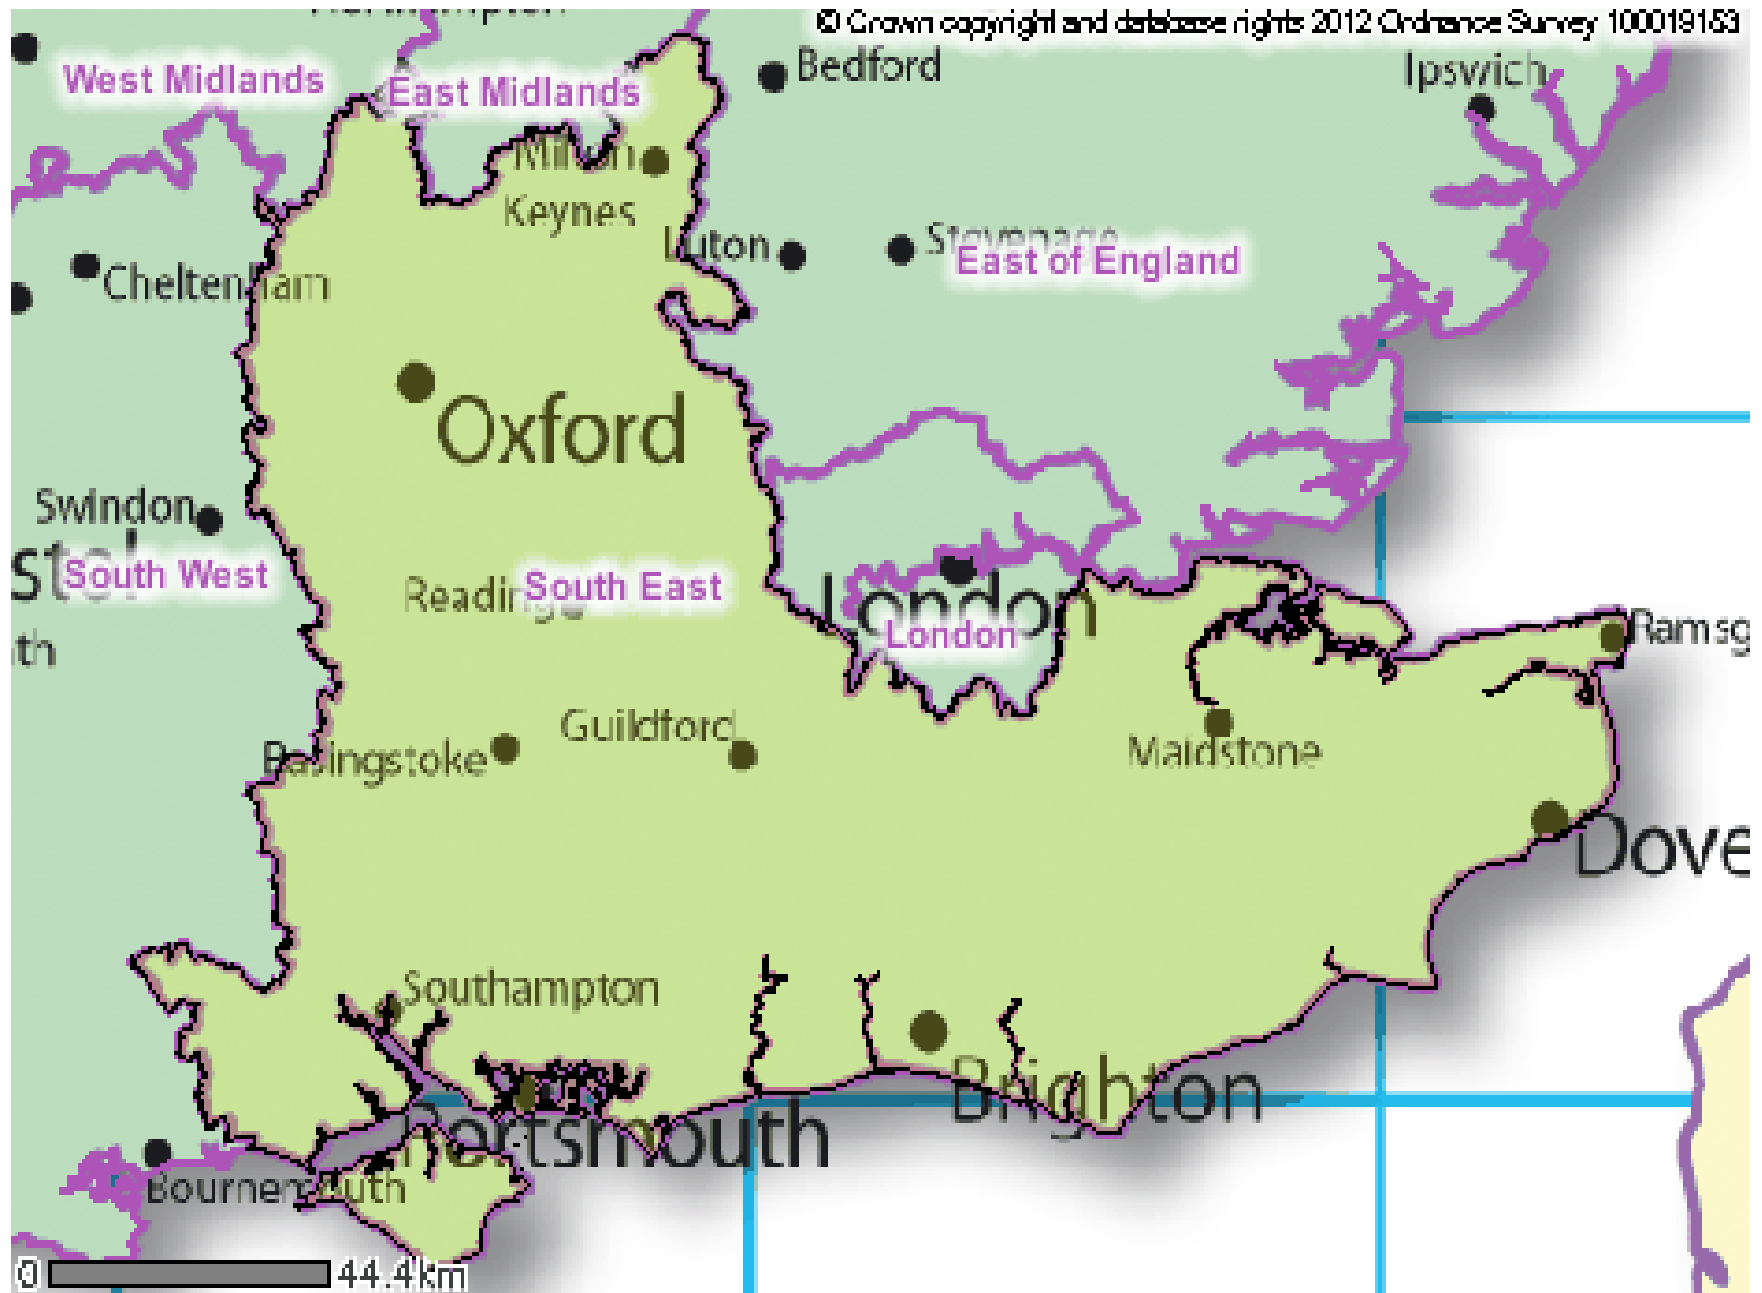 © Crown copyright and database rights 2012 Ordnance Survey 100019153
Bedford
Ipswich
West Midlands
East Midlands
Milton
Keynes
Luton
Stevenage
East of England
Cheltenham
Oxford
Swindon
South West
Reading
South East
London
London
Ramsg
Guildford
Basingstoke
Maidstone
Dove
Southampton
Brighton
Portsmouth
Bournemouth
0 44.4km